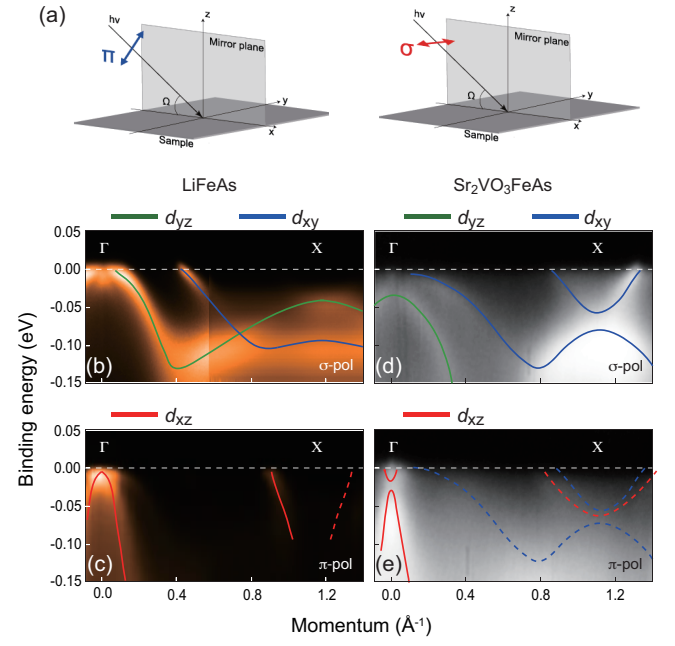 (a)
hν
z
Mirror plane
π
Ω
y
x
Sample
hν
z
Mirror plane
σ
Ω
y
x
Sample
LiFeAs
Sr₂VO₃FeAs
dyz
dxy
dyz
dxy
Binding energy (eV)
0.05
0.00
-0.05
-0.10
-0.15
Γ
X
(b)
σ-pol
Γ
X
(d)
σ-pol
dxz
dxz
0.05
0.00
-0.05
-0.10
-0.15
Γ
X
(c)
π-pol
Γ
X
(e)
π-pol
0.0 0.4 0.8 1.2
0.0 0.4 0.8 1.2
Momentum (Å⁻¹)